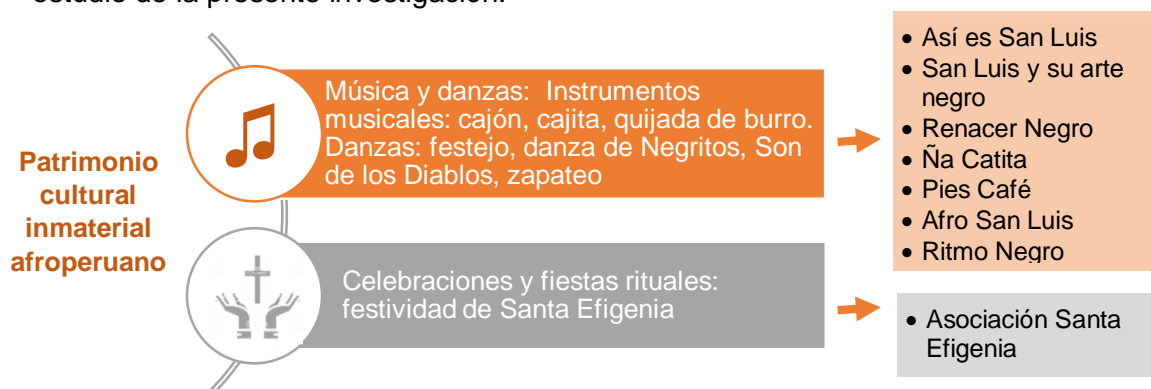 estudio de la presente investigación.
Patrimonio
cultural
inmaterial
afroperuano
Música y danzas: Instrumentos
musicales: cajón, cajita, quijada de burro.
Danzas: festejo, danza de Negritos, Son
de los Diablos, zapateo
• Así es San Luis
• San Luis y su arte
negro
• Renacer Negro
• Ña Catita
• Pies Café
• Afro San Luis
• Ritmo Negro
Celebraciones y fiestas rituales:
festividad de Santa Efigenia
• Asociación Santa
Efigenia